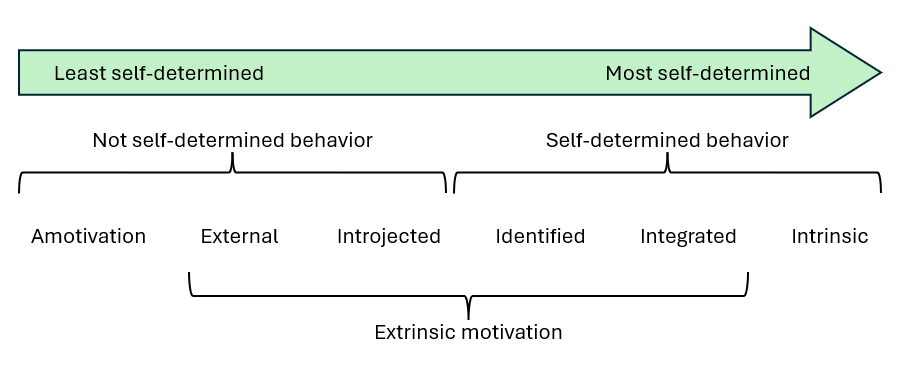 Least self-determined Most self-determined
Not self-determined behavior Self-determined behavior
Amotivation External Introjected Identified Integrated Intrinsic
Extrinsic motivation